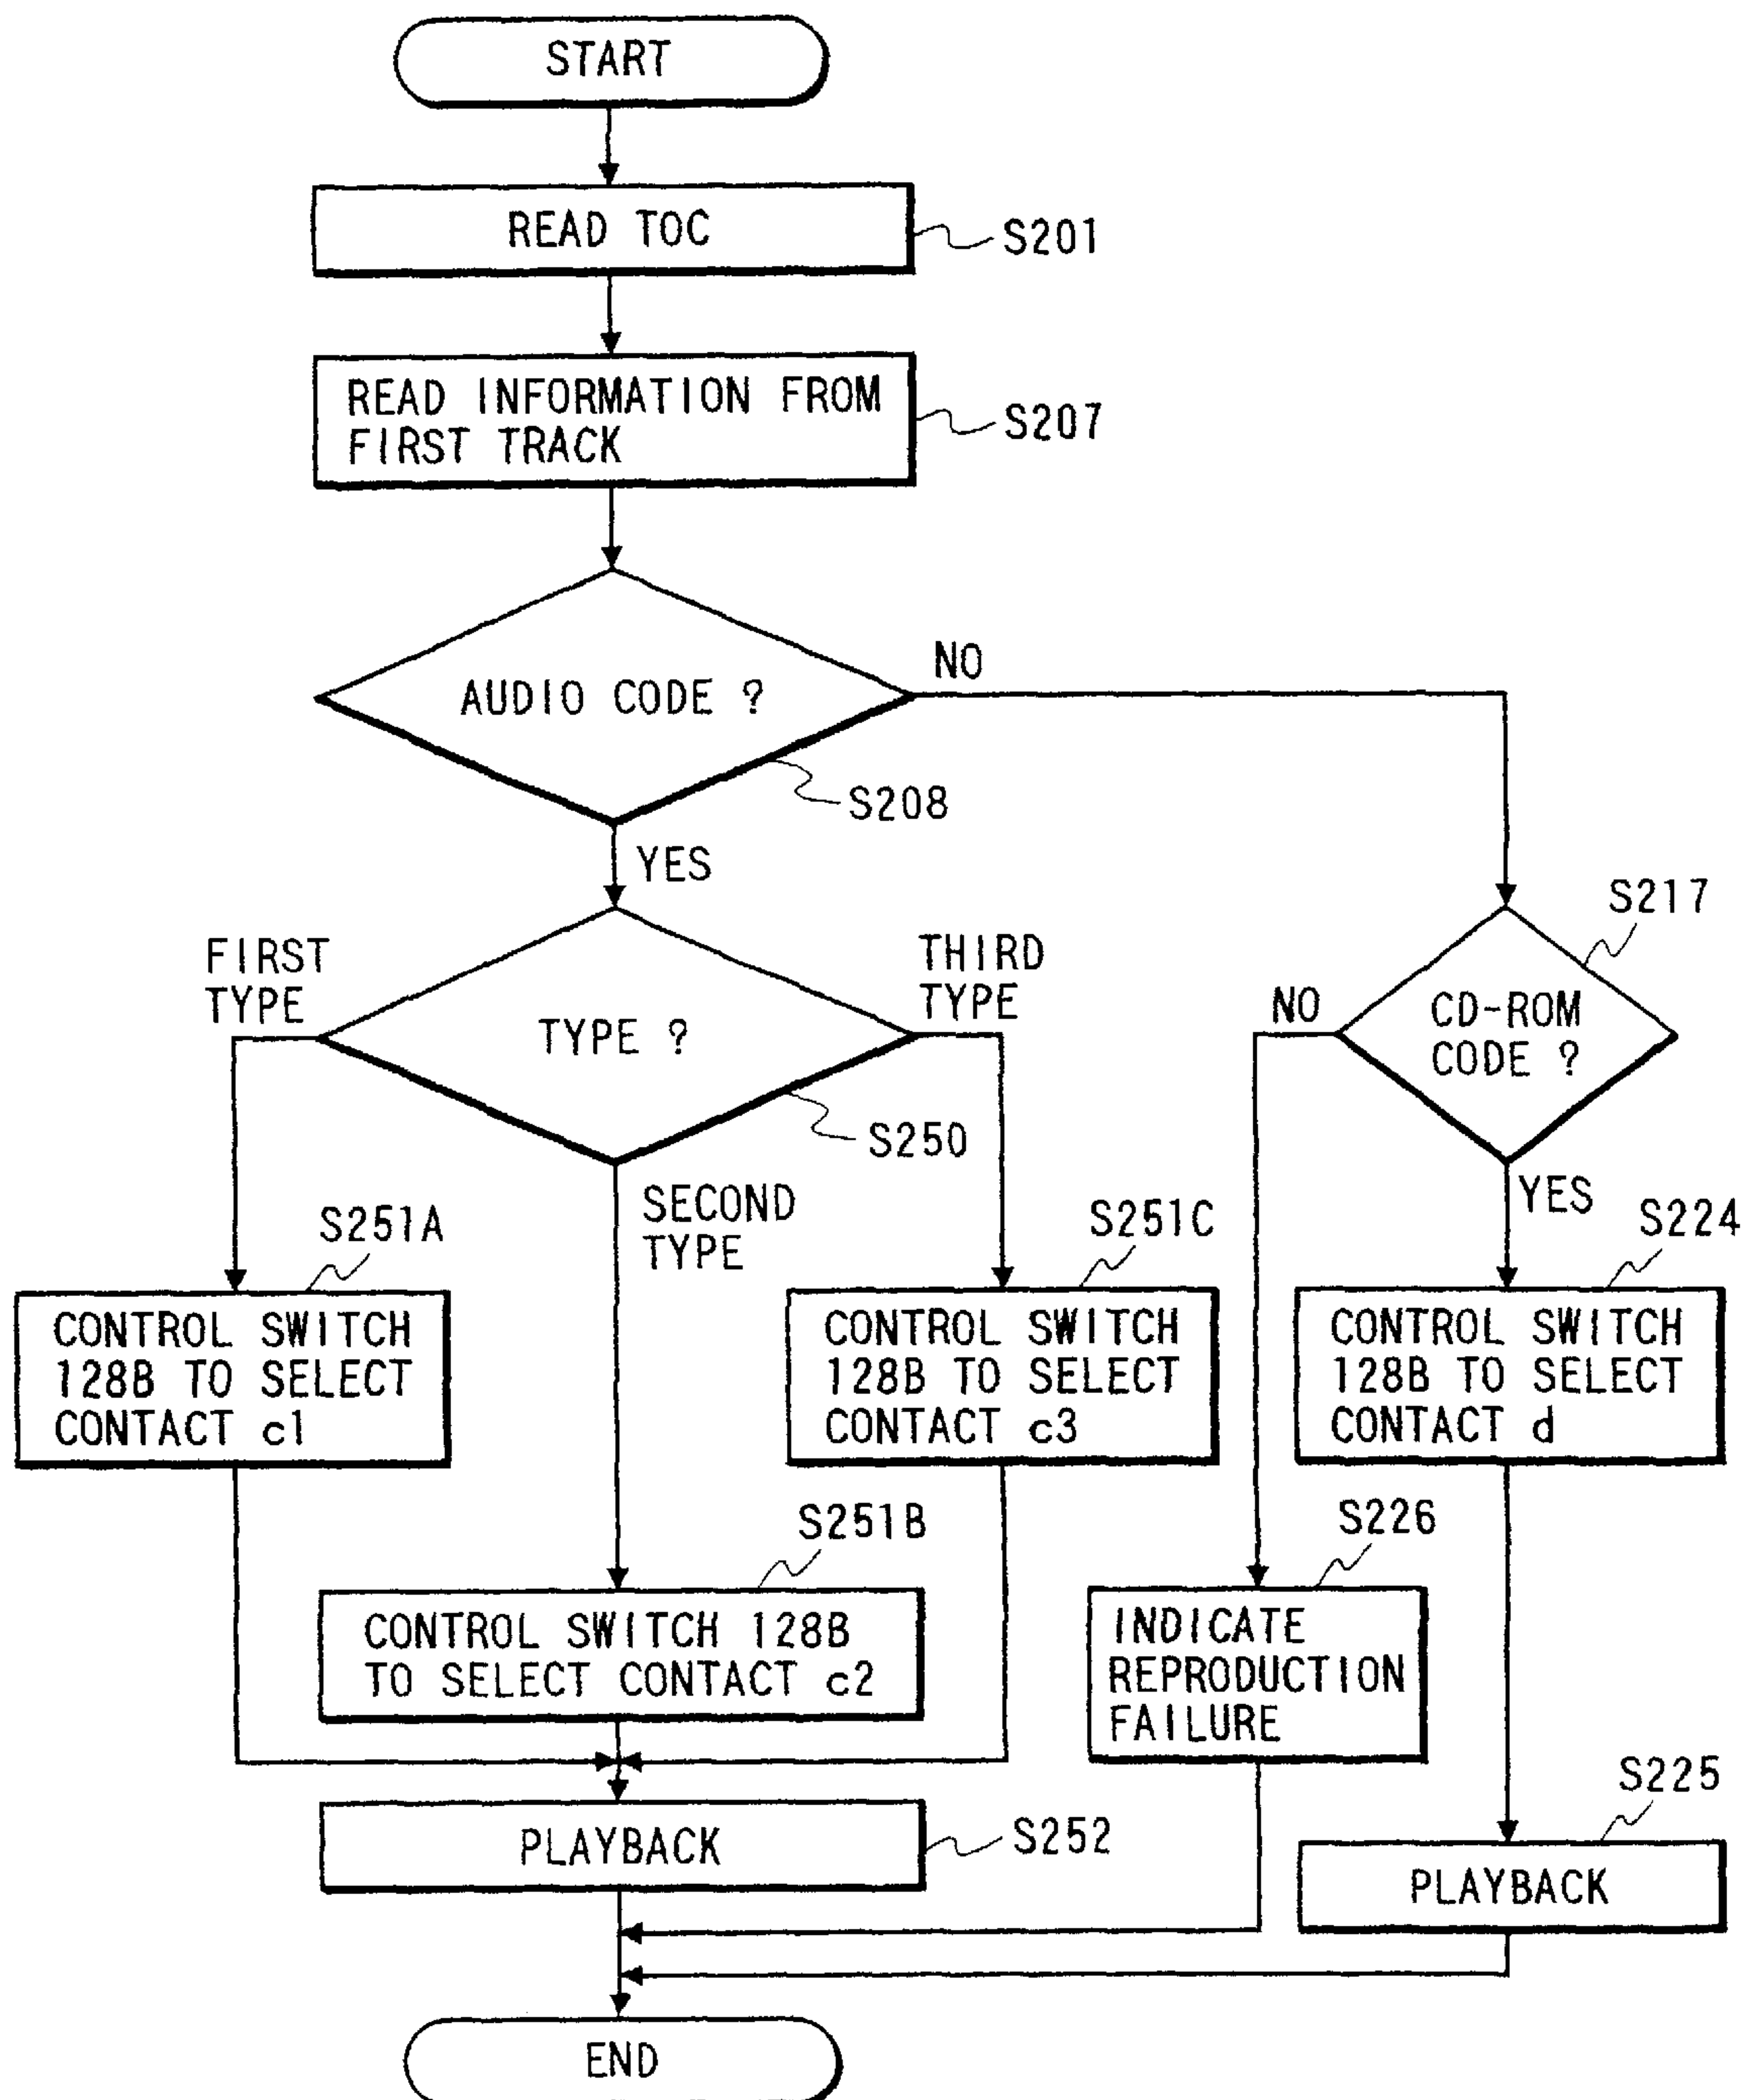 START
READ TOC
S201
READ INFORMATION FROM
FIRST TRACK
S207
AUDIO CODE ?
NO
S208
YES
S217
FIRST
TYPE
THIRD
TYPE
TYPE ?
NO
CD-ROM
CODE ?
S250
SECOND
TYPE
YES
S251A
S251C
S224
CONTROL SWITCH
128B TO SELECT
CONTACT c1
CONTROL SWITCH
128B TO SELECT
CONTACT c3
CONTROL SWITCH
128B TO SELECT
CONTACT d
S251B
S226
CONTROL SWITCH 128B
TO SELECT CONTACT c2
INDICATE
REPRODUCTION
FAILURE
S225
PLAYBACK
S252
PLAYBACK
END